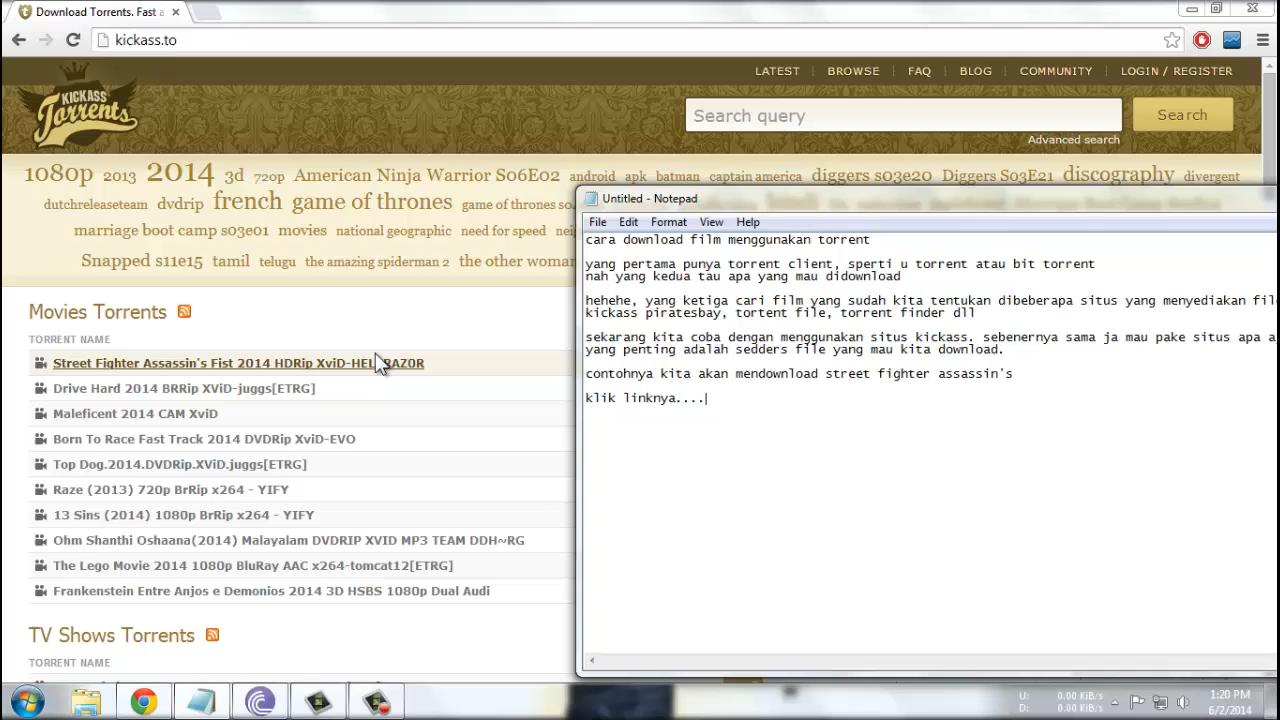 Download Torrents. Fast a
kickass.to
LATEST
BROWSE
FAQ
BLOG
COMMUNITY
LOGIN / REGISTER
KICKASS
Torrents
Search query
Search
Advanced search
1080p 2013 2014 3d 720p American Ninja Warrior S06E02 android apk batman captain america diggers s03e20 Diggers S03E21 discography divergent
dutchreleaseteam dvdrip french game of thrones game of thrones
marriage boot camp s03e01 movies national geographic need for speed
Snapped s11e15 tamil telugu the amazing spiderman 2 the other
Movies Torrents
TORRENT NAME
Street Fighter Assassin's Fist 2014 HDRip XviD-
Drive Hard 2014 BRRip XViD-juggs[ETRG]
Maleficent 2014 CAM XviD
Born To Race Fast Track 2014 DVDRip XviD-EVO
Top Dog.2014.DVDRip.XViD.juggs[ETRG]
Raze (2013) 720p BrRip x264 - YIFY
13 Sins (2014) 1080p BrRip x264 - YIFY
Ohm Shanthi Oshaana(2014) Malayalam DVDRIP XVID MP3 TEAM DDH~RG
The Lego Movie 2014 1080p BluRay AAC x264-tomcat12[ETRG]
Frankenstein Entre Anjos e Demonios 2014 3D HSBS 1080p Dual Audi
TV Shows Torrents
TORRENT NAME
Untitled - Notepad
File Edit Format View Help
cara download film menggunakan torrent
yang pertama punya torrent client, sperti u torrent atau bit torrent
nah yang kedua tau apa yang mau didownload
hehehe, yang ketiga cari film yang sudah kita tentukan dibeberapa situs yang menyediakan fil
kickass piratesbay, tortent file, torrent finder dll
sekarang kita coba dengan menggunakan situs kickass. sebenernya sama ja mau pake situs apa a
yang penting adalah sedders file yang mau kita download.
contohnya kita akan mendownload street fighter assassin's
klik linknya....
U: 0.00 KiB/s
D: 0.00 KiB/s
1:20 PM
6/2/2014